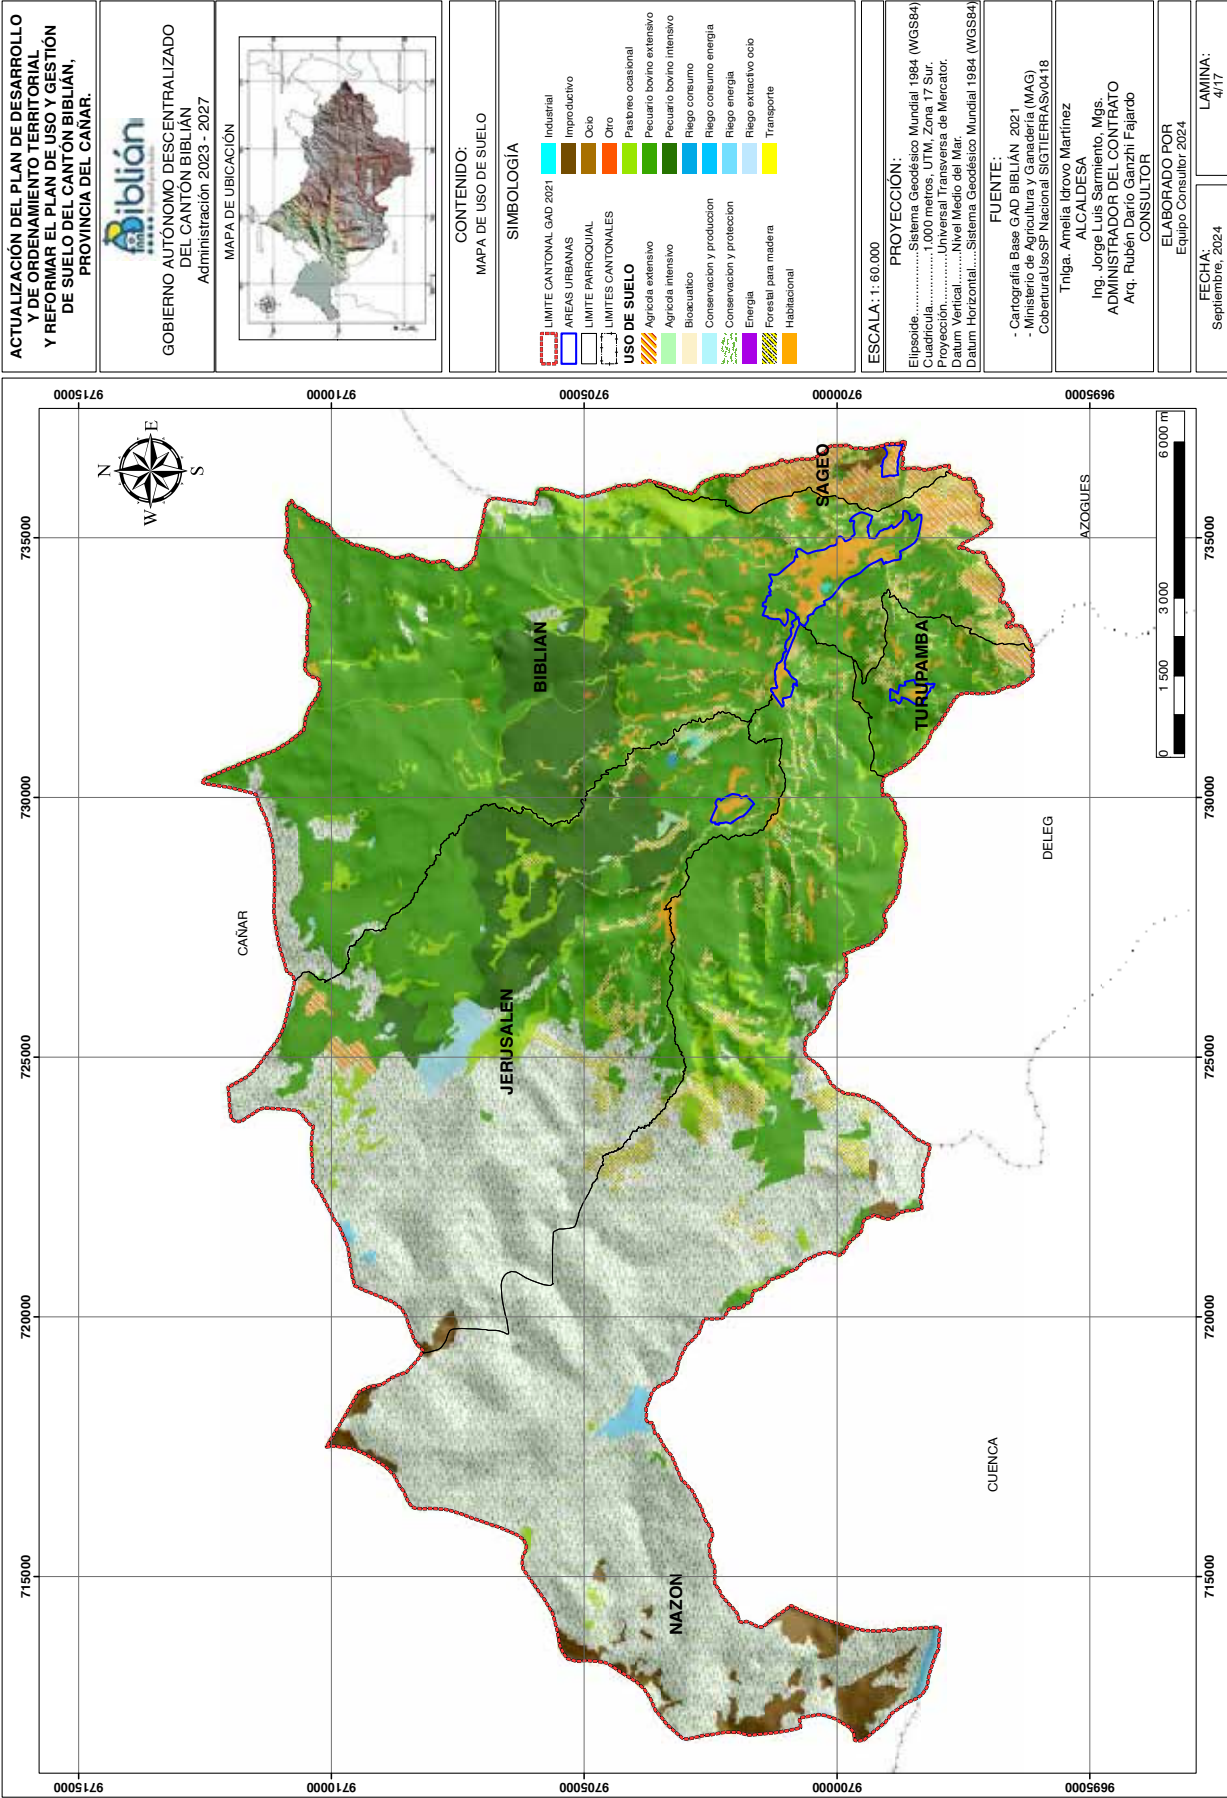 ACTUALIZACIÓN DEL PLAN DE DESARROLLO
Y DE ORDENAMIENTO TERRITORIAL
Y REFORMAR EL PLAN DE USO Y GESTIÓN
DE SUELO DEL CANTÓN BIBLIÁN,
PROVINCIA DEL CAÑAR.
Biblián
GOBIERNO AUTÓNOMO DESCENTRALIZADO
DEL CANTÓN BIBLIÁN
Administración 2023 - 2027
MAPA DE UBICACIÓN
CONTENIDO:
MAPA DE USO DE SUELO
SIMBOLOGÍA
LIMITE CANTONAL GAD 2021
AREAS URBANAS
LIMITE PARROQUIAL
LIMITES CANTONALES
USO DE SUELO
Agricola extensivo
Agricola intensivo
Bioacuatico
Conservacion y produccion
Conservacion y proteccion
Energia
Forestal para madera
Habitacional
Industrial
Improductivo
Ocio
Otro
Pastoreo ocasional
Pecuario bovino extensivo
Pecuario bovino intensivo
Riego consumo
Riego consumo energia
Riego energia
Riego extractivo ocio
Transporte
ESCALA:1: 60.000
PROYECCIÓN:
Elipsoide................Sistema Geodésico Mundial 1984 (WGS84)
Cuadrícula...............1.000 metros, UTM, Zona 17 Sur.
Proyección...............Universal Transversa de Mercator.
Datum Vertical.........Nivel Medio del Mar.
Datum Horizontal.....Sistema Geodésico Mundial 1984 (WGS84)
FUENTE:
- Cartografía Base GAD BIBLIÁN 2021
- Ministerio de Agricultura y Ganadería (MAG)
CoberturaUsoSP Nacional SIGTIERRASv0418
Tnlga. Amelia Idrovo Martínez
ALCALDESA
Ing. Jorge Luis Sarmiento, Mgs.
ADMINISTRADOR DEL CONTRATO
Arq. Rubén Darío Ganzhi Fajardo
CONSULTOR
ELABORADO POR
Equipo Consultor 2024
FECHA:
Septiembre, 2024
LAMINA:
4/17
715000
720000
725000
730000
735000
9715000
9710000
9705000
9700000
9695000
N
W
E
S
CAÑAR
BIBLIAN
JERUSALEN
SAGEO
TURUPAMBA
NAZON
AZOGUES
DELEG
CUENCA
0
1 500
3 000
6 000 m
9715000
9710000
9705000
9700000
9695000
715000
720000
725000
730000
735000